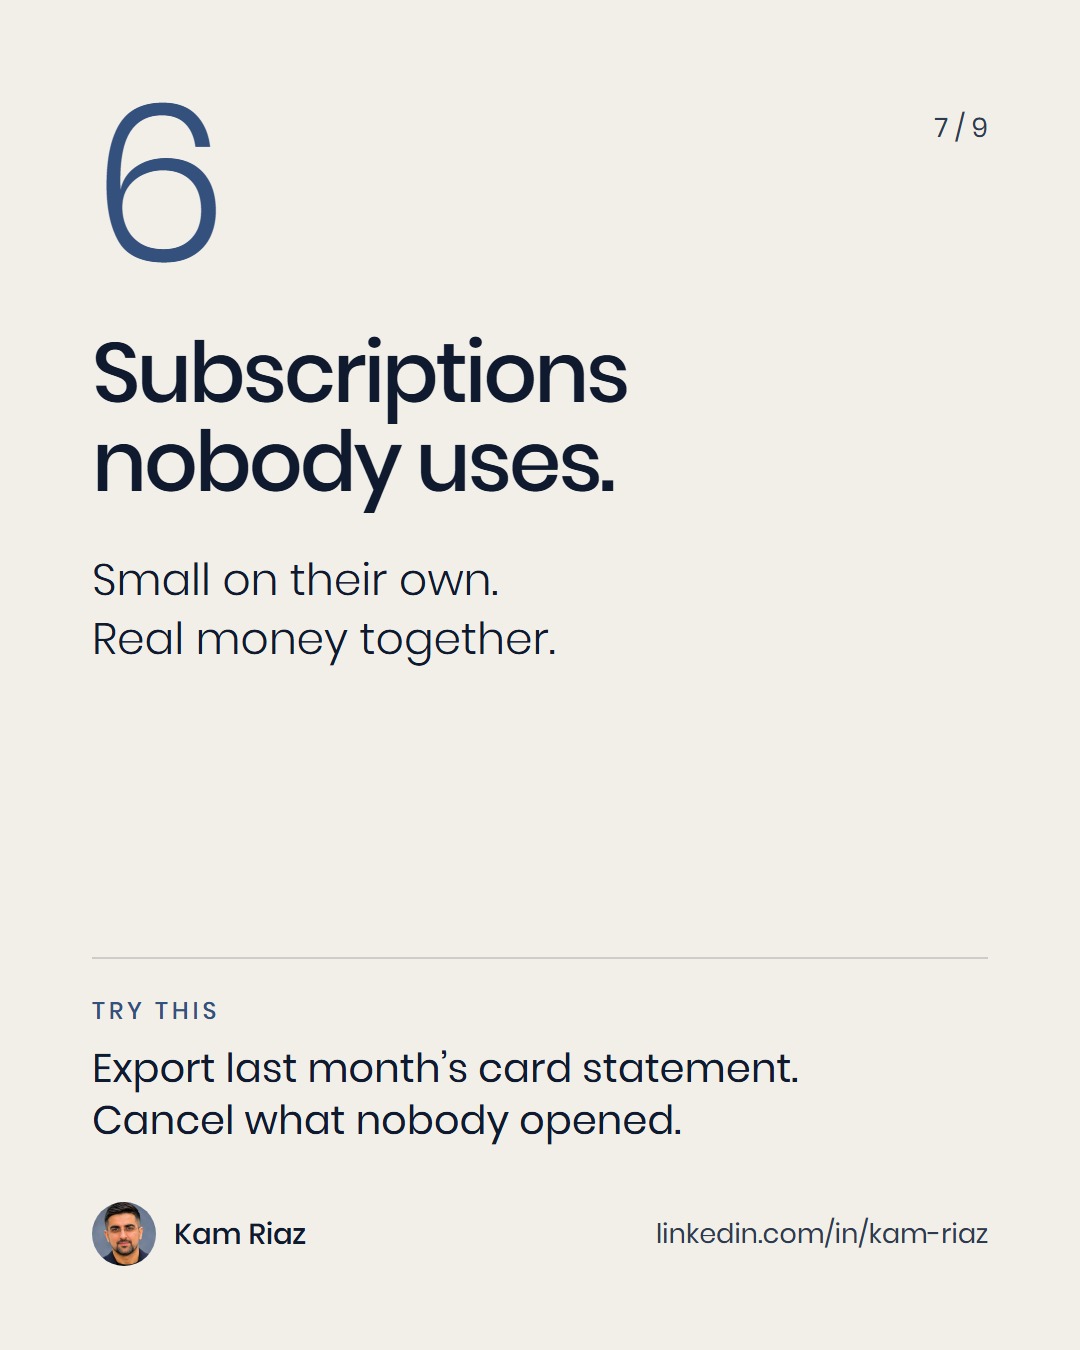 6
7 / 9
Subscriptions
nobody uses.
Small on their own.
Real money together.
TRY THIS
Export last month’s card statement.
Cancel what nobody opened.
Kam Riaz
linkedin.com/in/kam-riaz